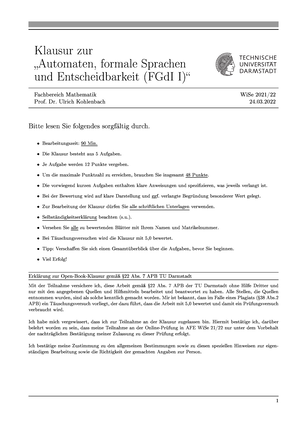 Klausur zur
„Automaten, formale Sprachen
und Entscheidbarkeit (FGdI I)“
TECHNISCHE
UNIVERSITÄT
DARMSTADT
Fachbereich Mathematik
Prof. Dr. Ulrich Kohlenbach
WiSe 2021/22
24.03.2022
Bitte lesen Sie folgendes sorgfältig durch.
• Bearbeitungszeit: 90 Min.
• Die Klausur besteht aus 5 Aufgaben.
• Je Aufgabe werden 12 Punkte vergeben.
• Um die maximale Punktzahl zu erreichen, brauchen Sie insgesamt 48 Punkte.
• Die vorwiegend kurzen Aufgaben enthalten klare Anweisungen und spezifizieren, was jeweils verlangt ist.
• Bei der Bewertung wird auf klare Darstellung und ggf. verlangte Begründung besonderer Wert gelegt.
• Zur Bearbeitung der Klausur dürfen Sie alle schriftlichen Unterlagen verwenden.
• Selbständigkeitserklärung beachten (s.u.).
• Versehen Sie alle zu bewertenden Blätter mit Ihrem Namen und Matrikelnummer.
• Bei Täuschungsversuchen wird die Klausur mit 5,0 bewertet.
• Tipp: Verschaffen Sie sich einen Gesamtüberblick über die Aufgaben, bevor Sie beginnen.
• Viel Erfolg!
Erklärung zur Open-Book-Klausur gemäß §22 Abs. 7 APB TU Darmstadt
Mit der Teilnahme versichern Sie, diese Arbeit gemäß §22 Abs. 7 APB der TU Darmstadt ohne Hilfe Dritter und
nur mit den angegebenen Quellen und Hilfsmitteln bearbeitet zu haben. Alle Stellen, die Quellen
entnommen wurden, sind als solche kenntlich gemacht worden. Mir ist bekannt, dass im Falle eines Plagiats (§38 Abs.2
APB) ein Täuschungsversuch vorliegt, der dazu führt, dass die Arbeit mit 5,0 bewertet und damit ein Prüfungsversuch
verbraucht wird.
Ich habe mich vergewissert, dass ich zur Teilnahme an der Klausur zugelassen bin. Hiermit bestätige ich, darüber
belehrt worden zu sein, dass meine Teilnahme an der Online-Prüfung in AFE WiSe 21/22 nur unter dem Vorbehalt
der nachträglichen Bestätigung meiner Zulassung zu dieser Prüfung erfolgt.
Ich bestätige meine Zustimmung zu den allgemeinen Bestimmungen sowie zu diesen speziellen Hinweisen zur eigen-
ständigen Bearbeitung sowie die Richtigkeit der gemachten Angaben zur Person.
1